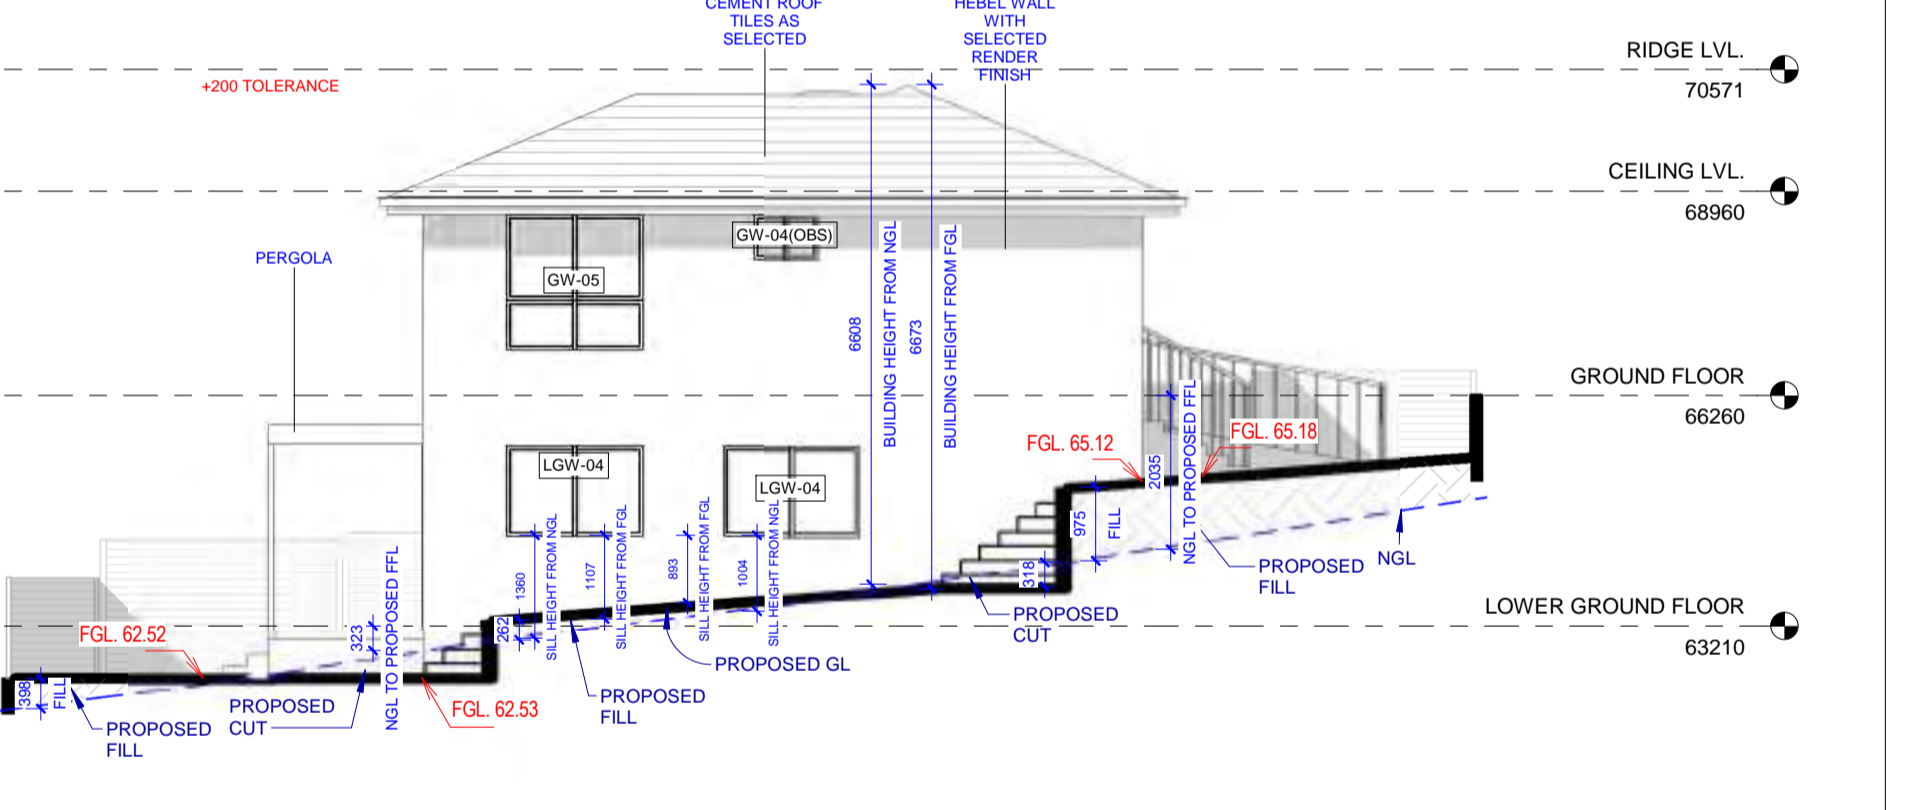 CEMENT ROOF
TILES AS
SELECTED
HEBEL WALL
WITH
SELECTED
RENDER
FINISH
RIDGE LVL.
70571
+200 TOLERANCE
CEILING LVL.
68960
GW-04(OBS)
GW-05
PERGOLA
6608
BUILDING HEIGHT FROM NGL
6673
BUILDING HEIGHT FROM FGL
GROUND FLOOR
66260
FGL. 65.12
FGL. 65.18
2035
NGL TO PROPOSED FFL
LGW-04
LGW-04
975
FILL
1360
SILL HEIGHT FROM NGL
1107
SILL HEIGHT FROM FGL
893
SILL HEIGHT FROM FGL
1004
SILL HEIGHT FROM NGL
318
PROPOSED
FILL
NGL
LOWER GROUND FLOOR
63210
PROPOSED
CUT
FGL. 62.52
323
NGL TO PROPOSED FFL
262
PROPOSED GL
398
FILL
PROPOSED
FILL
PROPOSED
CUT
FGL. 62.53
PROPOSED
FILL